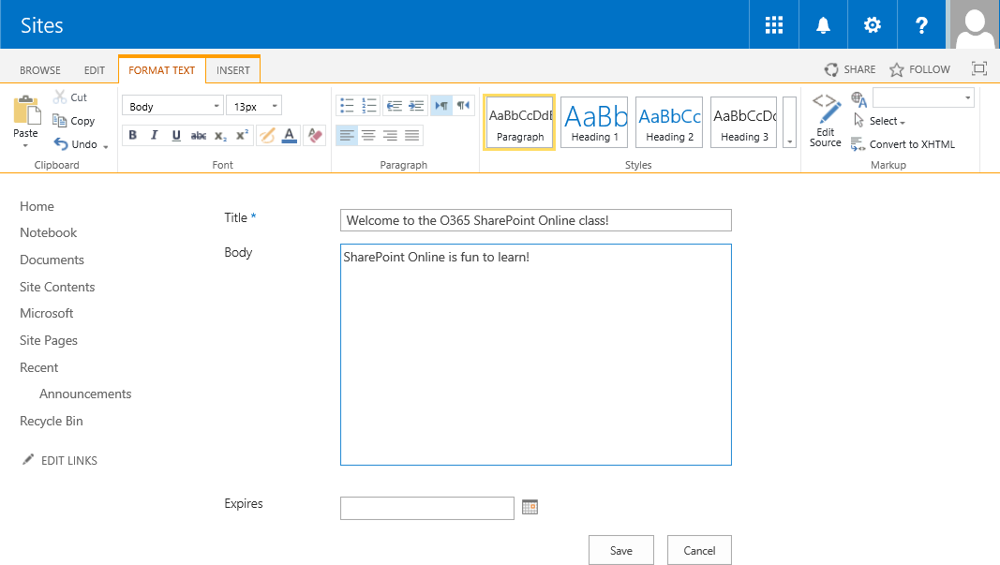 Sites
?
BROWSE EDIT FORMAT TEXT INSERT SHARE FOLLOW
Paste
Cut
Copy
Undo
Clipboard
Body 13px
B I U abc x₂ x² A
Font
Paragraph
AaBbCcDdE
Paragraph
AaBb
Heading 1
AaBbCc
Heading 2
AaBbCcDc
Heading 3
Styles
Edit
Source
Select
Convert to XHTML
Markup
Home
Notebook
Documents
Site Contents
Microsoft
Site Pages
Recent
Announcements
Recycle Bin
EDIT LINKS
Title * Welcome to the O365 SharePoint Online class!
Body SharePoint Online is fun to learn!
Expires
Save Cancel